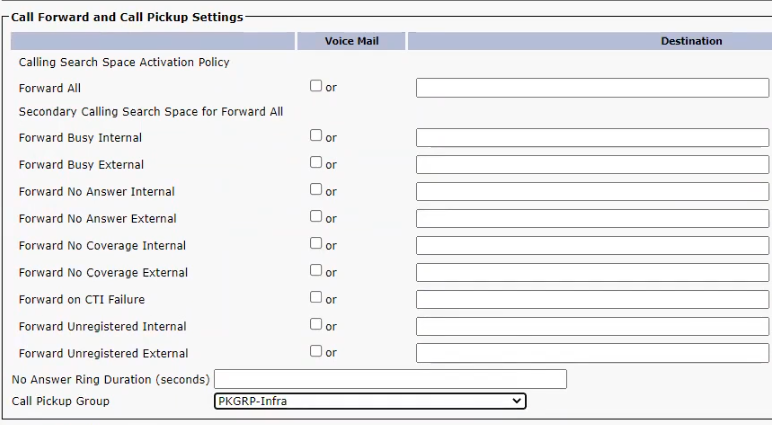 Call Forward and Call Pickup Settings
Voice Mail Destination
Calling Search Space Activation Policy
Forward All or
Secondary Calling Search Space for Forward All
Forward Busy Internal or
Forward Busy External or
Forward No Answer Internal or
Forward No Answer External or
Forward No Coverage Internal or
Forward No Coverage External or
Forward on CTI Failure or
Forward Unregistered Internal or
Forward Unregistered External or
No Answer Ring Duration (seconds)
Call Pickup Group PKGRP-Infra